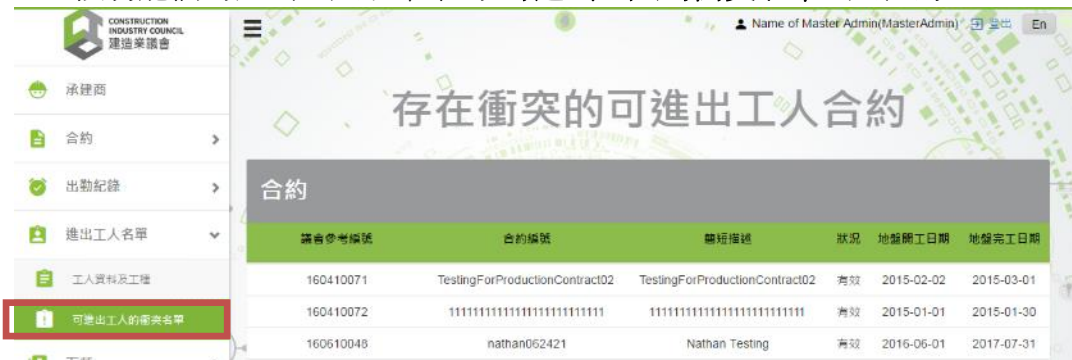 CONSTRUCTION
INDUSTRY COUNCIL
建造業議會
Name of Master Admin(MasterAdmin)
登出
En
承建商
存在衝突的可進出工人合約
合約
出勤紀錄
合約
進出工人名單
議會參考編號 合約編號 簡短描述 狀況 地盤開工日期 地盤完工日期
工人資料及工種
160410071 TestingForProductionContract02 TestingForProductionContract02 有效 2015-02-02 2015-03-01
可進出工人的衝突名單
160410072 有效 2015-01-01 2015-01-30
160610048 nathan062421 Nathan Testing 有效 2016-06-01 2017-07-31